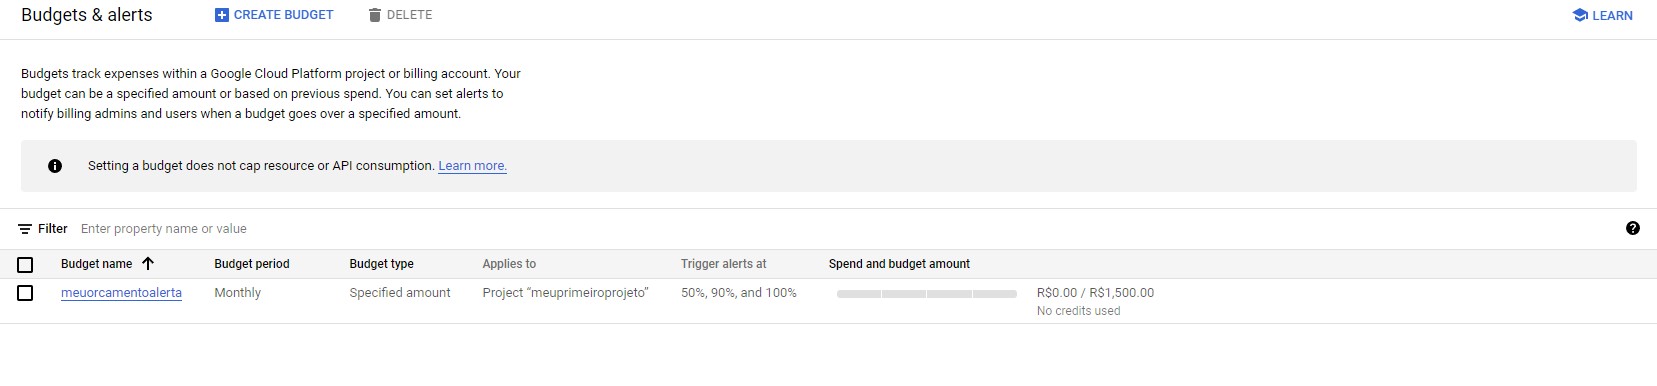 Budgets & alerts CREATE BUDGET DELETE LEARN
Budgets track expenses within a Google Cloud Platform project or billing account. Your
budget can be a specified amount or based on previous spend. You can set alerts to
notify billing admins and users when a budget goes over a specified amount.
Setting a budget does not cap resource or API consumption. Learn more.
Filter Enter property name or value
Budget name Budget period Budget type Applies to Trigger alerts at Spend and budget amount
meuorcamentoalerta Monthly Specified amount Project “meuprimeiroprojeto” 50%, 90%, and 100% R$0.00 / R$1,500.00
No credits used